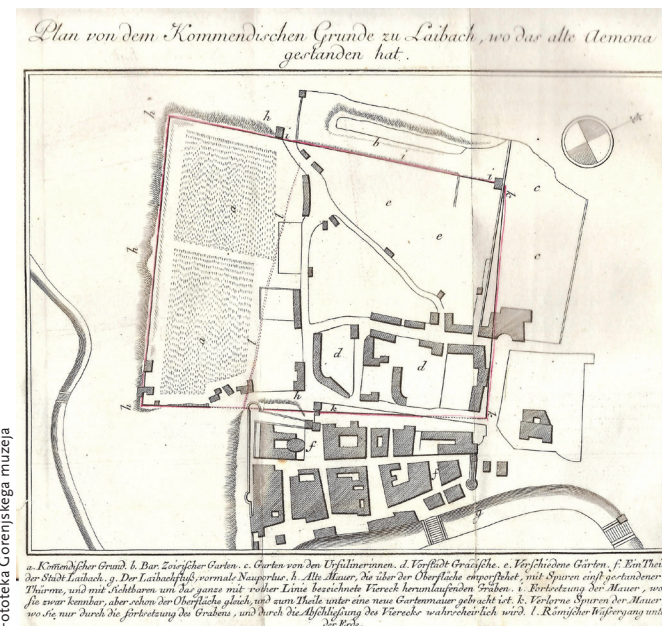 Plan von dem Kommendischen Grunde zu Laibach, wo das alte Aemona
gestanden hat.
h
h
i
b
i
i
k
c
a
e
e
e
l
h
a
l
d
d
h
h
k
k
f
f
g
a. Kom̄endischer Grund. b. Bar. Zoisischer Garten. c. Garten von den Ursulinerinnen. d. Vorstadt Gradische. e. Verschiedene Gärten. f. Ein Theil
der Stadt Laibach. g. Der Laibachfluß, vormals Nauportus. h. Alte Mauer, die über der Oberfläche emporstehet, mit Spuren einst gestandener
Thürme, und mit sichtbaren um das ganze mit rother Linie bezeichnete Viereck herumlaufenden Graben. i. Fortsetzung der Mauer, wo
sie zwar kennbar, aber schon der Oberfläche gleich, und zum Theile unter eine neue Gartenmauer gebracht ist. k. Verlorne Spuren der Mauer,
wo sie nur durch die fortsetzung des Grabens, und durch die Abschließung des Vierecks wahrscheinlich wird. l. Römischer Wassergang unter
der Erde.
Fototeka Gorenjskega muzeja